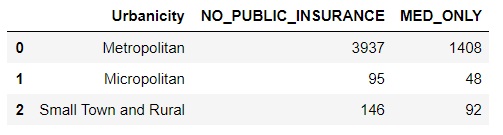 Urbanicity NO_PUBLIC_INSURANCE MED_ONLY
0 Metropolitan 3937 1408
1 Micropolitan 95 48
2 Small Town and Rural 146 92